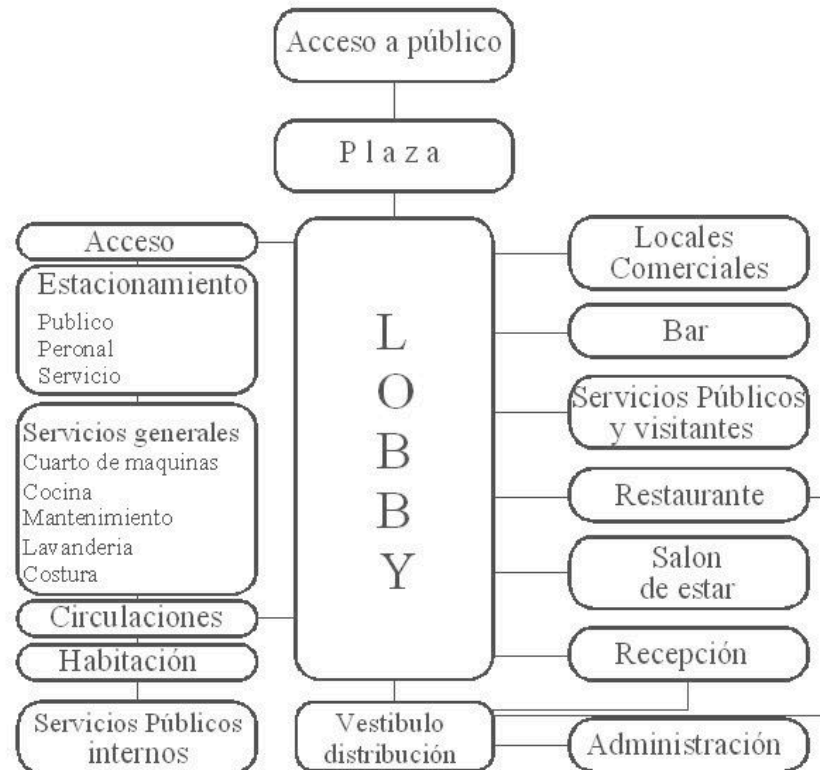 Acceso a público
P l a z a
Acceso
Estacionamiento
Publico
Peronal
Servicio
Servicios generales
Cuarto de maquinas
Cocina
Mantenimiento
Lavanderia
Costura
Circulaciones
Habitación
Servicios Públicos
internos
L
O
B
B
Y
Vestibulo
distribución
Locales
Comerciales
Bar
Servicios Públicos
y visitantes
Restaurante
Salon
de estar
Recepción
Administración